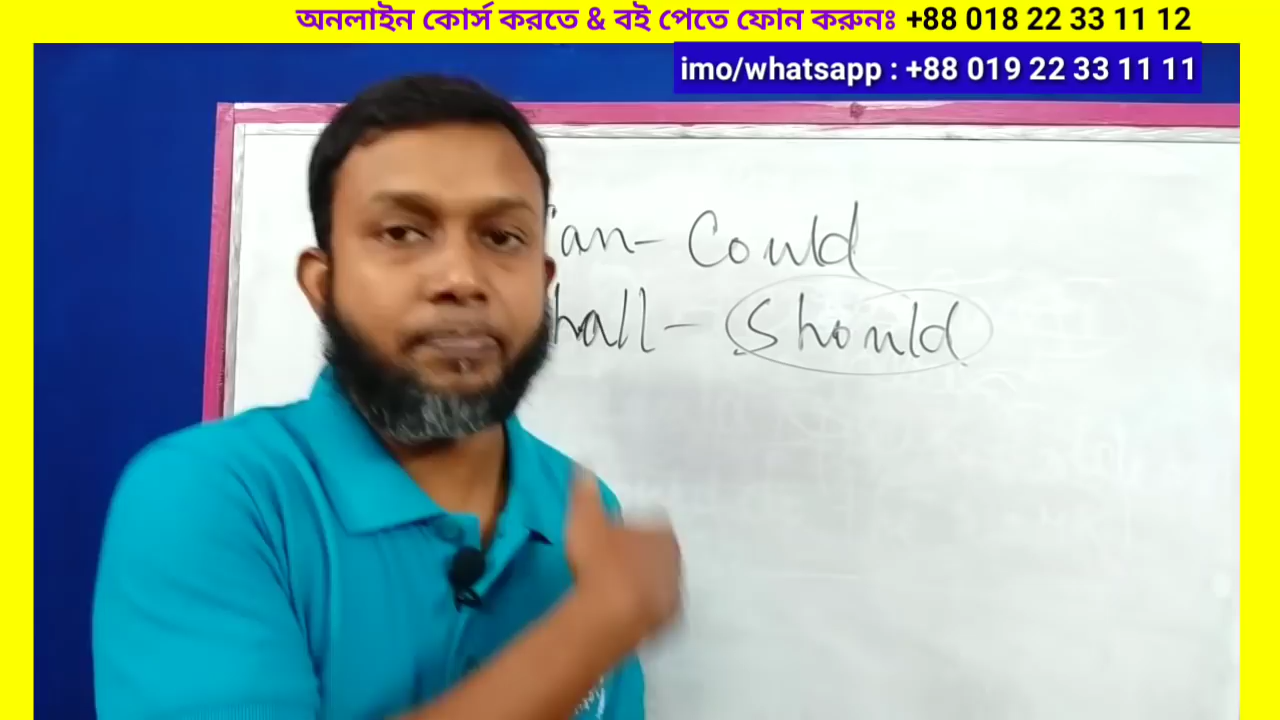 অনলাইন কোর্স করতে & বই পেতে ফোন করুনঃ +88 018 22 33 11 12
imo/whatsapp : +88 019 22 33 11 11
an - Could
hall - Should